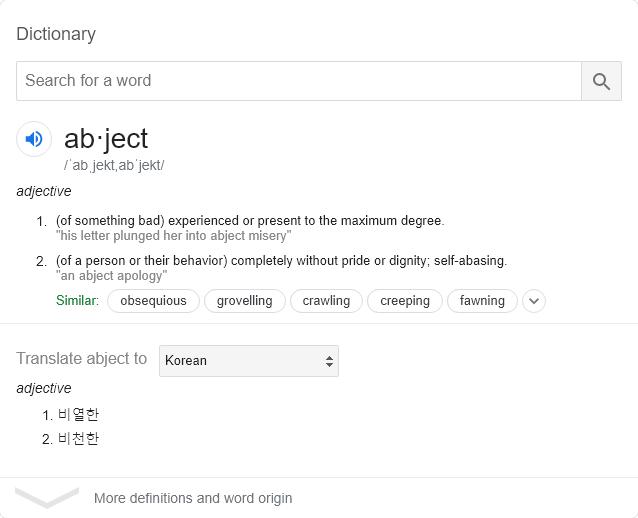 Dictionary
Search for a word
ab·ject
/ˈabˌjekt,abˈjekt/
adjective
1. (of something bad) experienced or present to the maximum degree.
"his letter plunged her into abject misery"
2. (of a person or their behavior) completely without pride or dignity; self-abasing.
"an abject apology"
Similar: obsequious grovelling crawling creeping fawning
Translate abject to Korean
adjective
1. 비열한
2. 비천한
More definitions and word origin